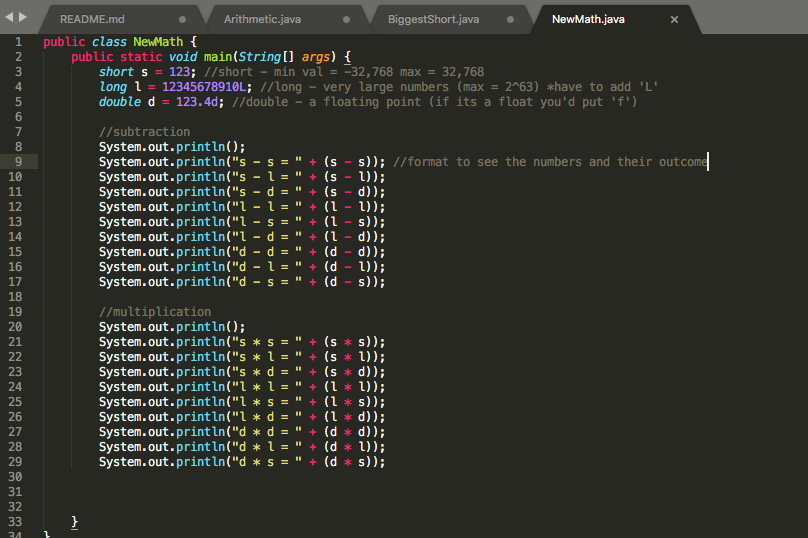 README.md Arithmetic.java BiggestShort.java NewMath.java
1 public class NewMath {
2 public static void main(String[] args) {
3 short s = 123; //short - min val = -32,768 max = 32,768
4 long l = 12345678910L; //long - very large numbers (max = 2^63) *have to add 'L'
5 double d = 123.4d; //double - a floating point (if its a float you'd put 'f')
6
7 //subtraction
8 System.out.println();
9 System.out.println("s - s = " + (s - s)); //format to see the numbers and their outcome
10 System.out.println("s - l = " + (s - l));
11 System.out.println("s - d = " + (s - d));
12 System.out.println("l - l = " + (l - l));
13 System.out.println("l - s = " + (l - s));
14 System.out.println("l - d = " + (l - d));
15 System.out.println("d - d = " + (d - d));
16 System.out.println("d - l = " + (d - l));
17 System.out.println("d - s = " + (d - s));
18
19 //multiplication
20 System.out.println();
21 System.out.println("s * s = " + (s * s));
22 System.out.println("s * l = " + (s * l));
23 System.out.println("s * d = " + (s * d));
24 System.out.println("l * l = " + (l * l));
25 System.out.println("l * s = " + (l * s));
26 System.out.println("l * d = " + (l * d));
27 System.out.println("d * d = " + (d * d));
28 System.out.println("d * l = " + (d * l));
29 System.out.println("d * s = " + (d * s));
30
31
32
33 }
34 }